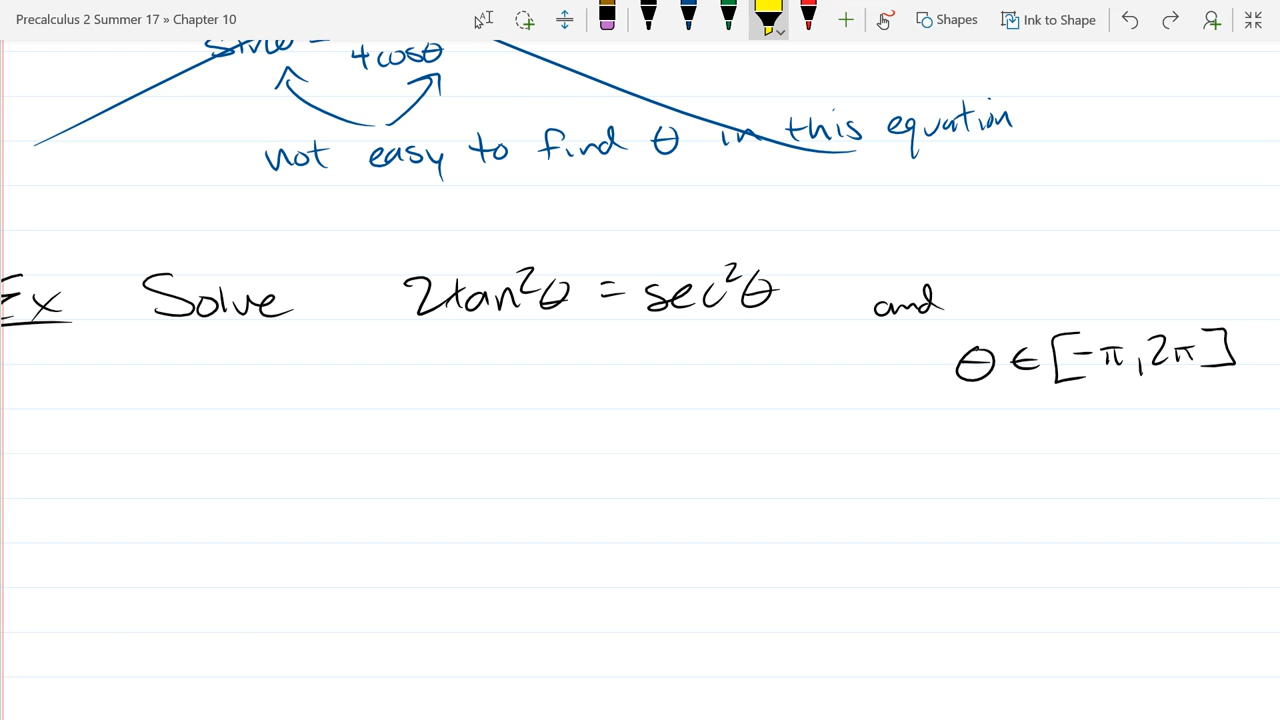 Precalculus 2 Summer 17 » Chapter 10
Shapes
Ink to Shape
4cosθ
not easy to find θ in this equation
Ex Solve 2tan²θ = sec²θ and
θ ∈ [-π, 2π]